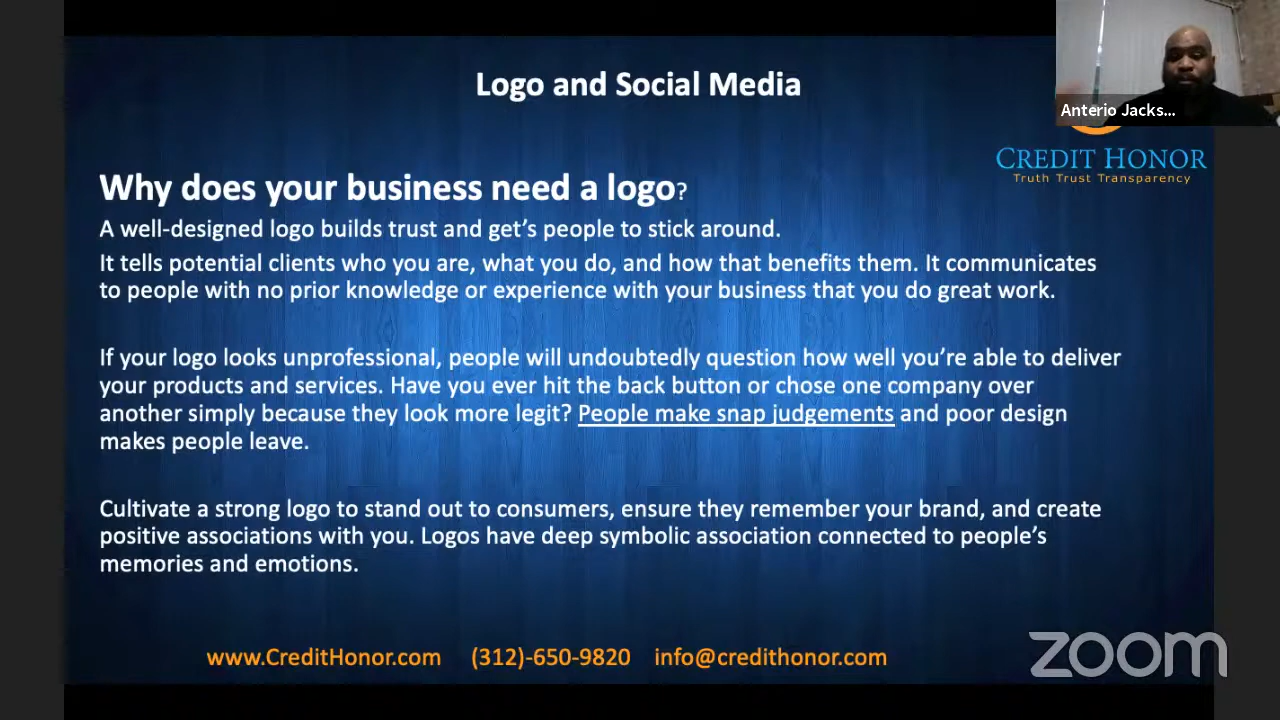 Logo and Social Media
Anterio Jacks...
CREDIT HONOR
Truth Trust Transparency
Why does your business need a logo?
A well-designed logo builds trust and get's people to stick around.
It tells potential clients who you are, what you do, and how that benefits them. It communicates
to people with no prior knowledge or experience with your business that you do great work.
If your logo looks unprofessional, people will undoubtedly question how well you're able to deliver
your products and services. Have you ever hit the back button or chose one company over
another simply because they look more legit? People make snap judgements and poor design
makes people leave.
Cultivate a strong logo to stand out to consumers, ensure they remember your brand, and create
positive associations with you. Logos have deep symbolic association connected to people's
memories and emotions.
www.CreditHonor.com (312)-650-9820 info@credithonor.com
zoom